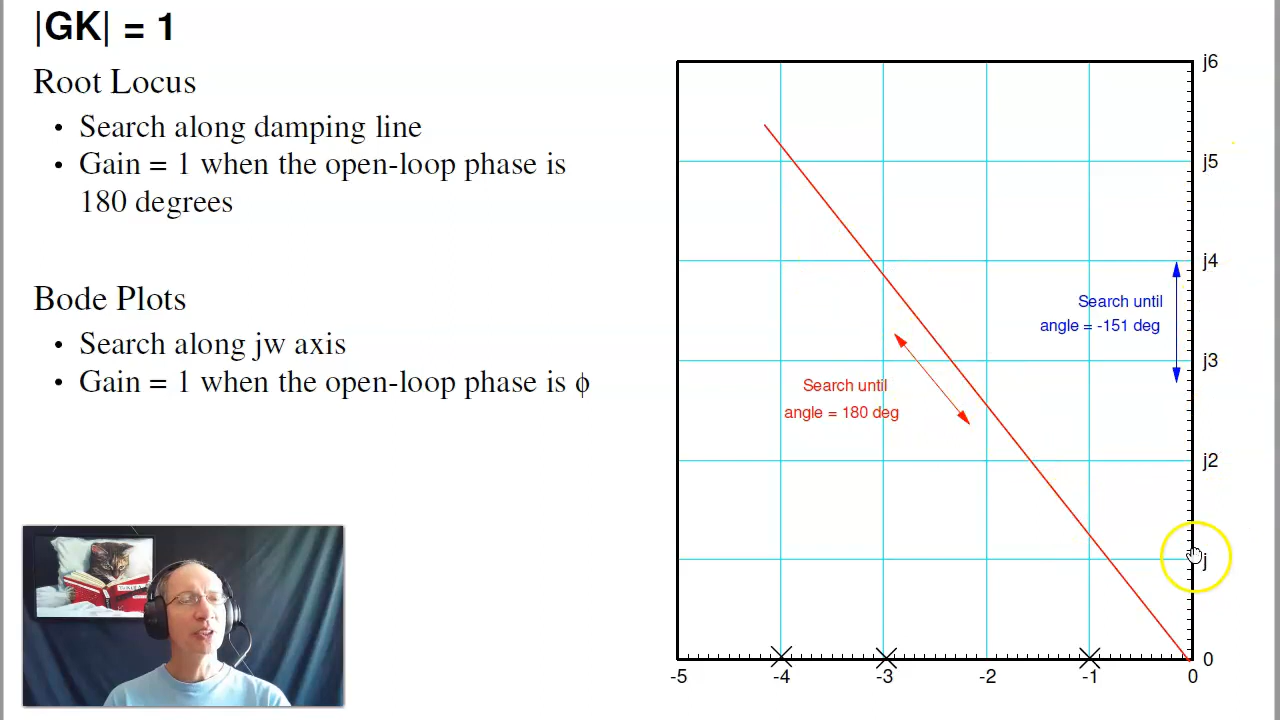 |GK| = 1
Root Locus
• Search along damping line
• Gain = 1 when the open-loop phase is
180 degrees
Bode Plots
• Search along jw axis
• Gain = 1 when the open-loop phase is ϕ
j6
j5
j4
Search until
angle = -151 deg
j3
Search until
angle = 180 deg
j2
j
0
-5
-4
-3
-2
-1
0